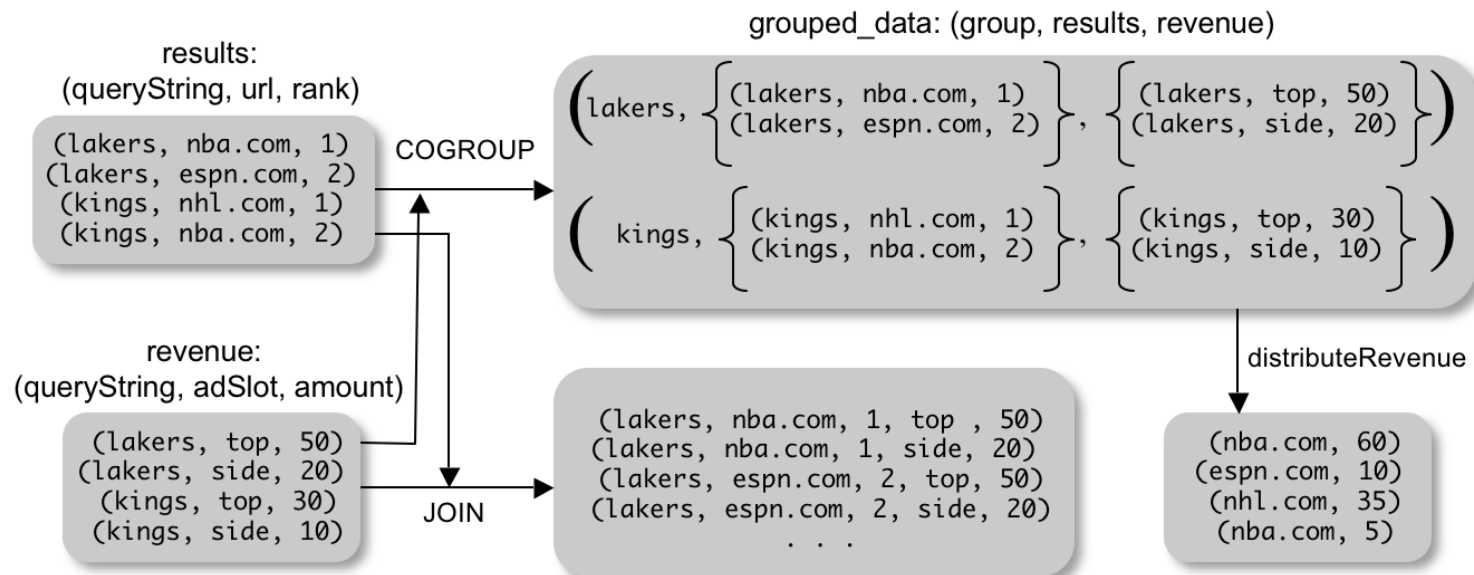 grouped_data: (group, results, revenue)
results:
(queryString, url, rank)
(lakers, nba.com, 1)
(lakers, espn.com, 2)
(kings, nhl.com, 1)
(kings, nba.com, 2)
COGROUP
(lakers, {(lakers, nba.com, 1)
(lakers, espn.com, 2)}, {(lakers, top, 50)
(lakers, side, 20)})
( kings, {(kings, nhl.com, 1)
(kings, nba.com, 2)}, {(kings, top, 30)
(kings, side, 10)})
revenue:
(queryString, adSlot, amount)
(lakers, top, 50)
(lakers, side, 20)
(kings, top, 30)
(kings, side, 10)
JOIN
(lakers, nba.com, 1, top , 50)
(lakers, nba.com, 1, side, 20)
(lakers, espn.com, 2, top, 50)
(lakers, espn.com, 2, side, 20)
. . .
distributeRevenue
(nba.com, 60)
(espn.com, 10)
(nhl.com, 35)
(nba.com, 5)